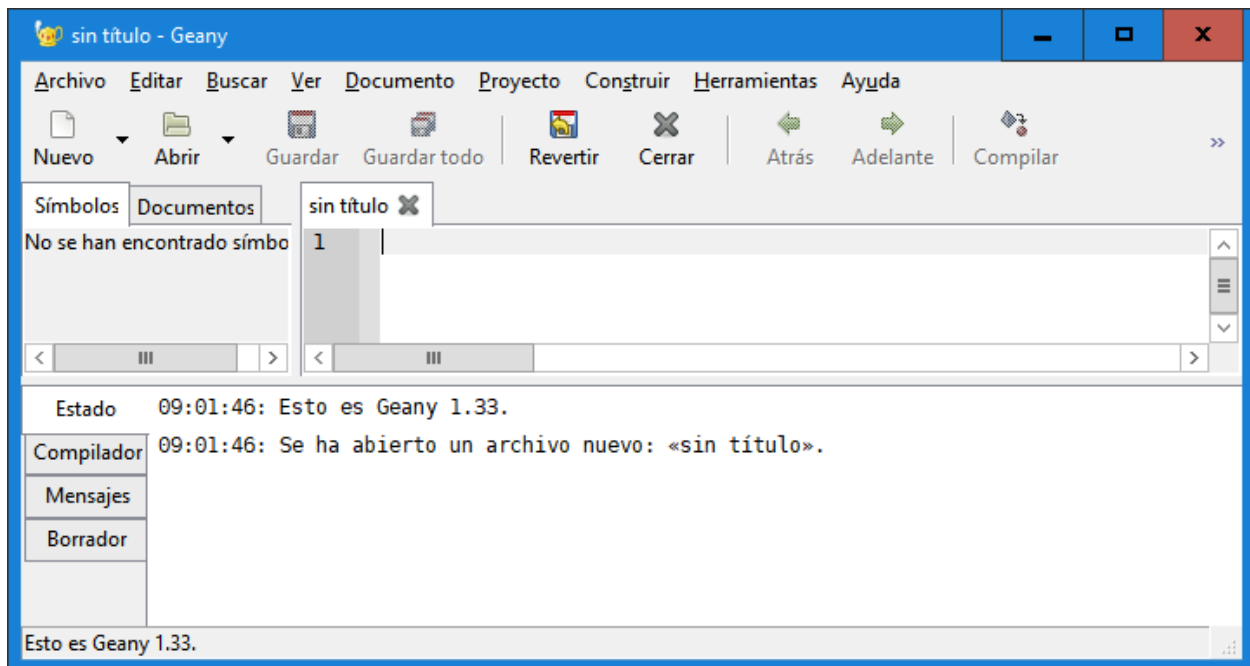 sin título - Geany
Archivo Editar Buscar Ver Documento Proyecto Construir Herramientas Ayuda
Nuevo Abrir Guardar Guardar todo Revertir Cerrar Atrás Adelante Compilar
Símbolos Documentos sin título
No se han encontrado símbo 1
Estado 09:01:46: Esto es Geany 1.33.
Compilador 09:01:46: Se ha abierto un archivo nuevo: «sin título».
Mensajes
Borrador
Esto es Geany 1.33.